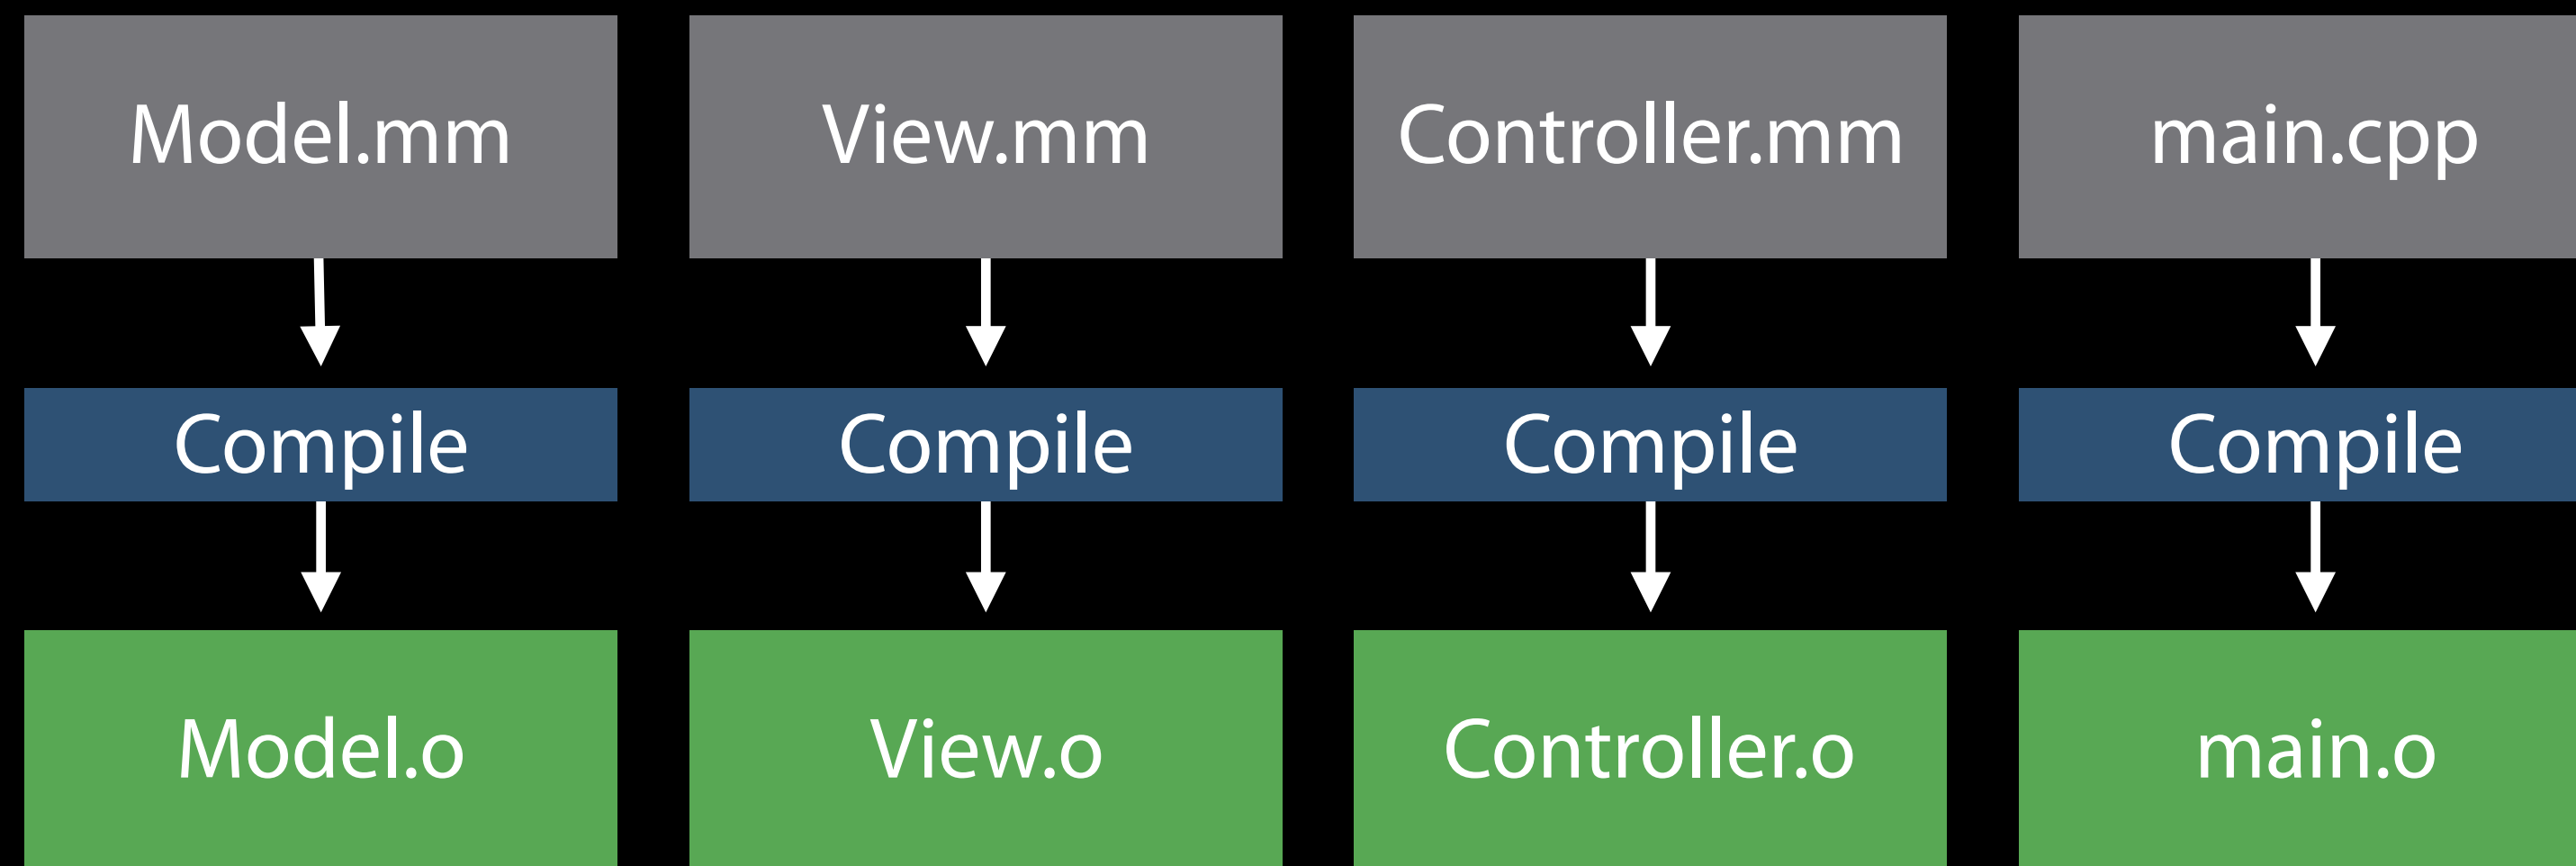 Model.mm
View.mm
Controller.mm
main.cpp
Compile
Compile
Compile
Compile
Model.o
View.o
Controller.o
main.o